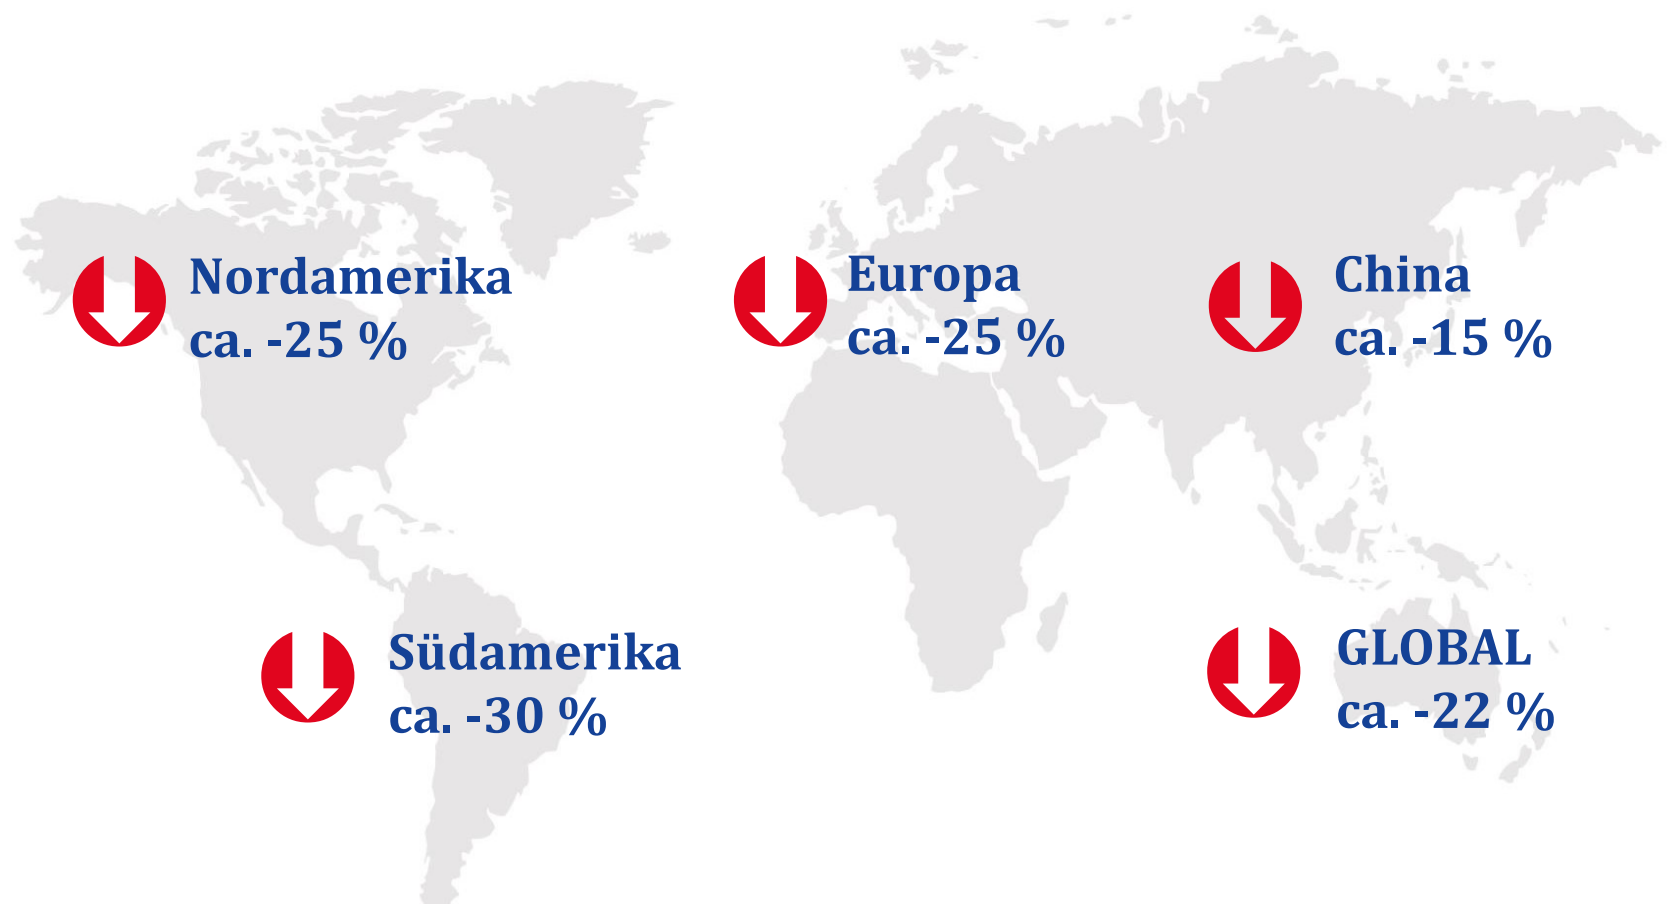 Nordamerika
ca. -25 %
Europa
ca. -25 %
China
ca. -15 %
Südamerika
ca. -30 %
GLOBAL
ca. -22 %